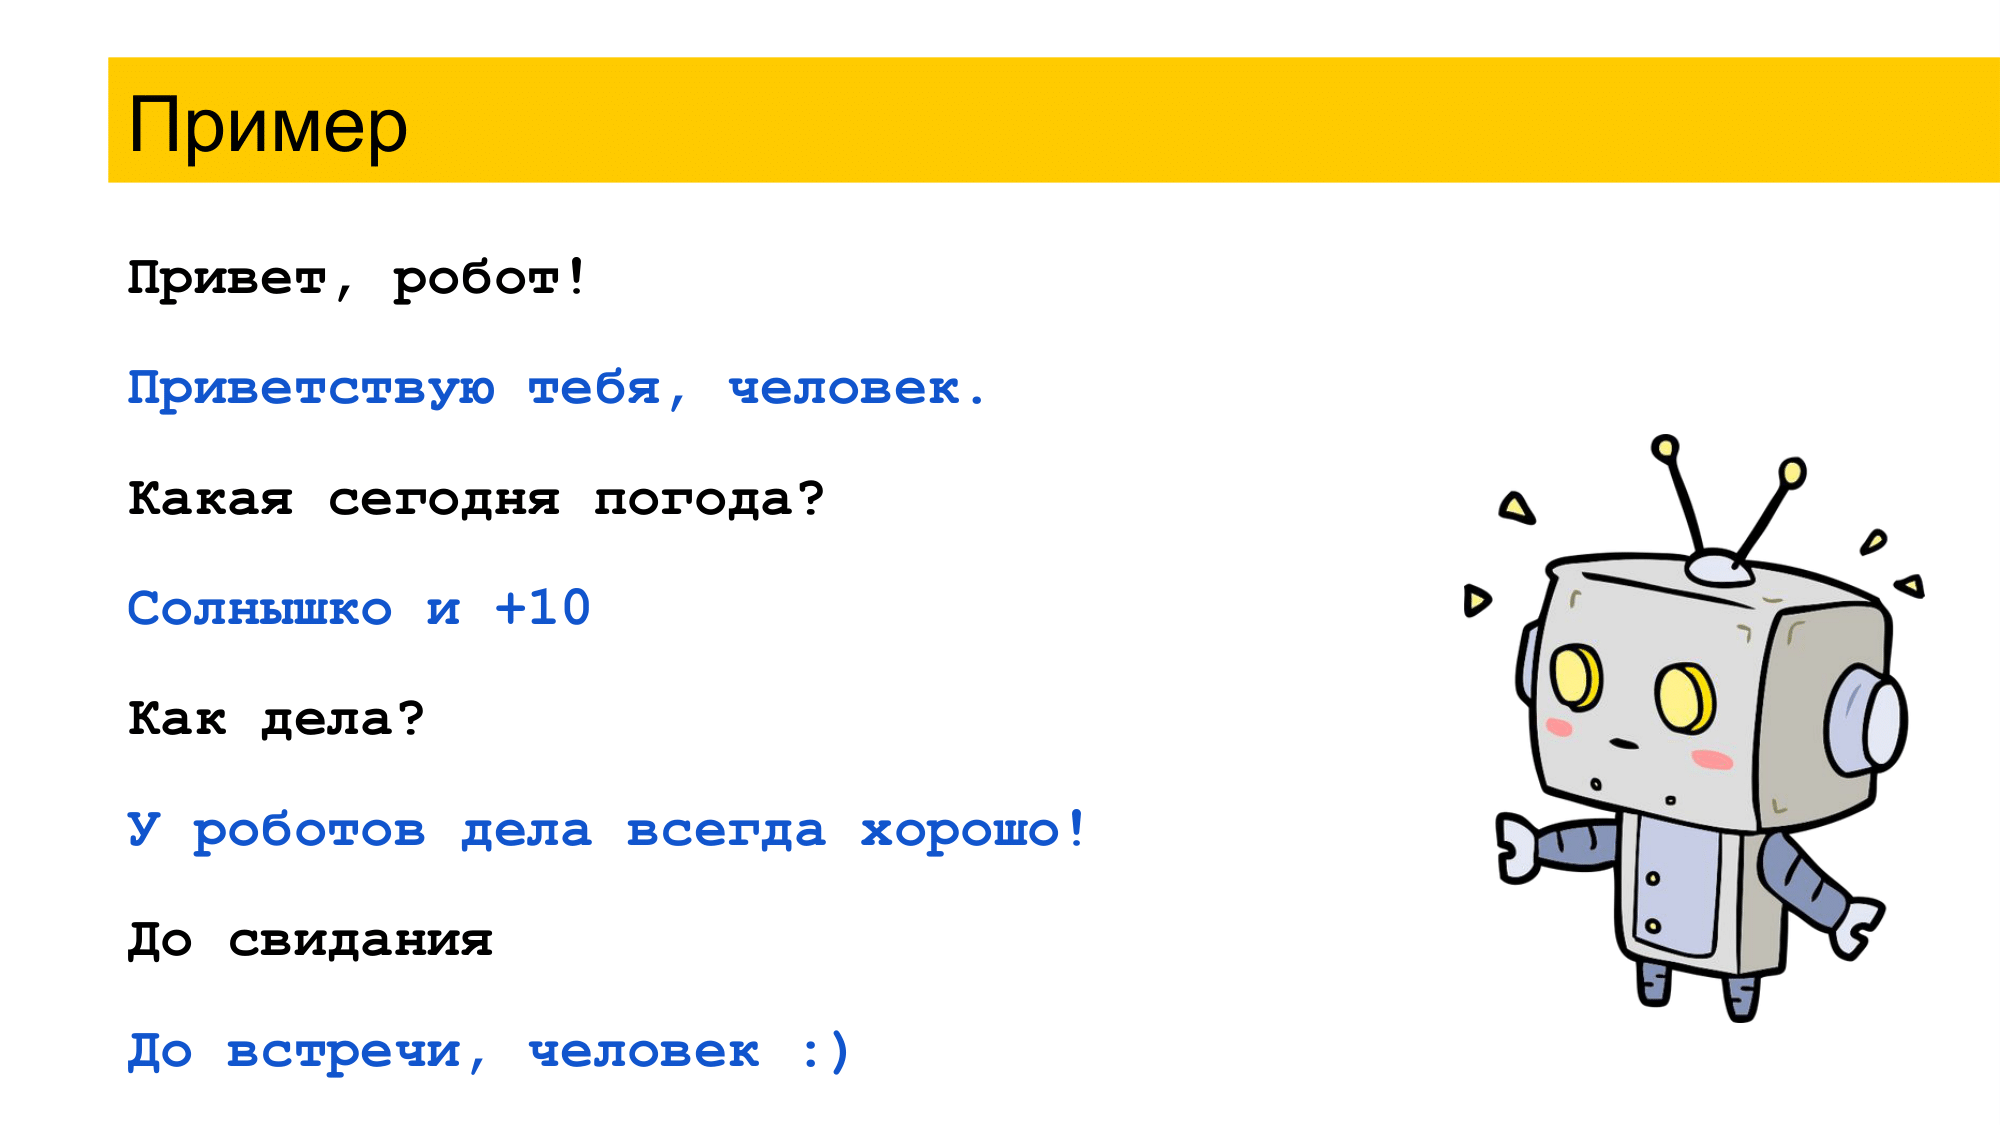 Пример
Привет, робот!
Приветствую тебя, человек.
Какая сегодня погода?
Солнышко и +10
Как дела?
У роботов дела всегда хорошо!
До свидания
До встречи, человек :)